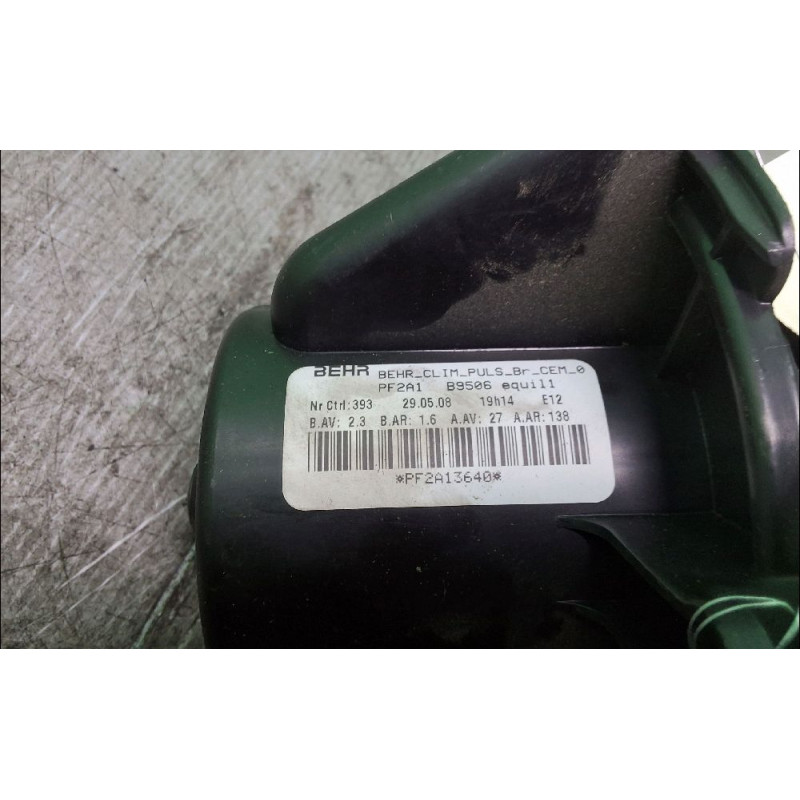 BEHR BEHR_CLIM_PULS_Br_CEM_0
PF2A1 B9506 equil1
Nr Ctrl:393 29.05.08 19h14 E12
B.AV: 2.3 B.AR: 1.6 A.AV: 27 A.AR:138
*PF2A13640*